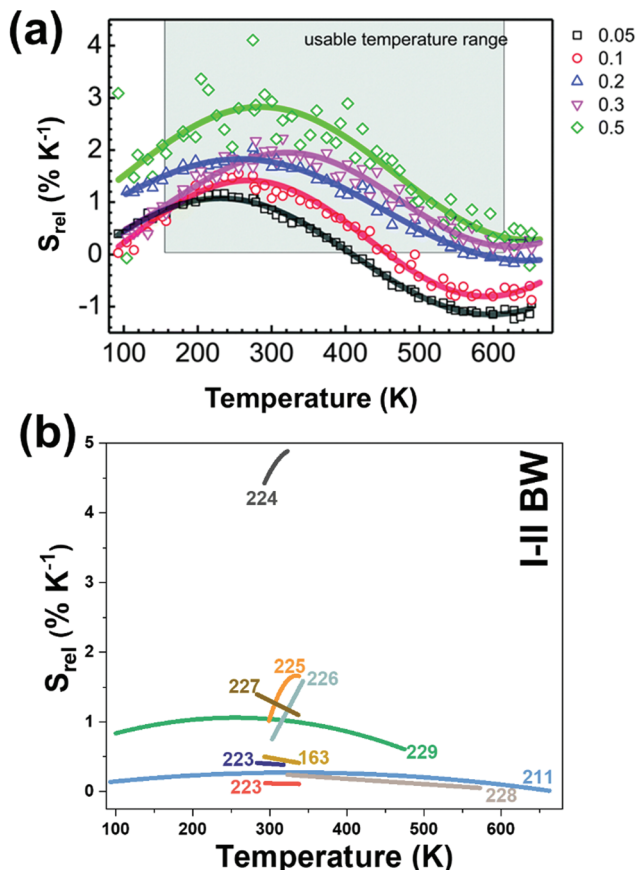 (a)
usable temperature range
0.05
0.1
0.2
0.3
0.5
4
3
2
1
0
-1
S_rel (% K⁻¹)
100 200 300 400 500 600
Temperature (K)
(b)
I-II BW
5
4
3
2
1
0
S_rel (% K⁻¹)
224
225
226
227
229
223
163
223
211
228
100 200 300 400 500 600
Temperature (K)